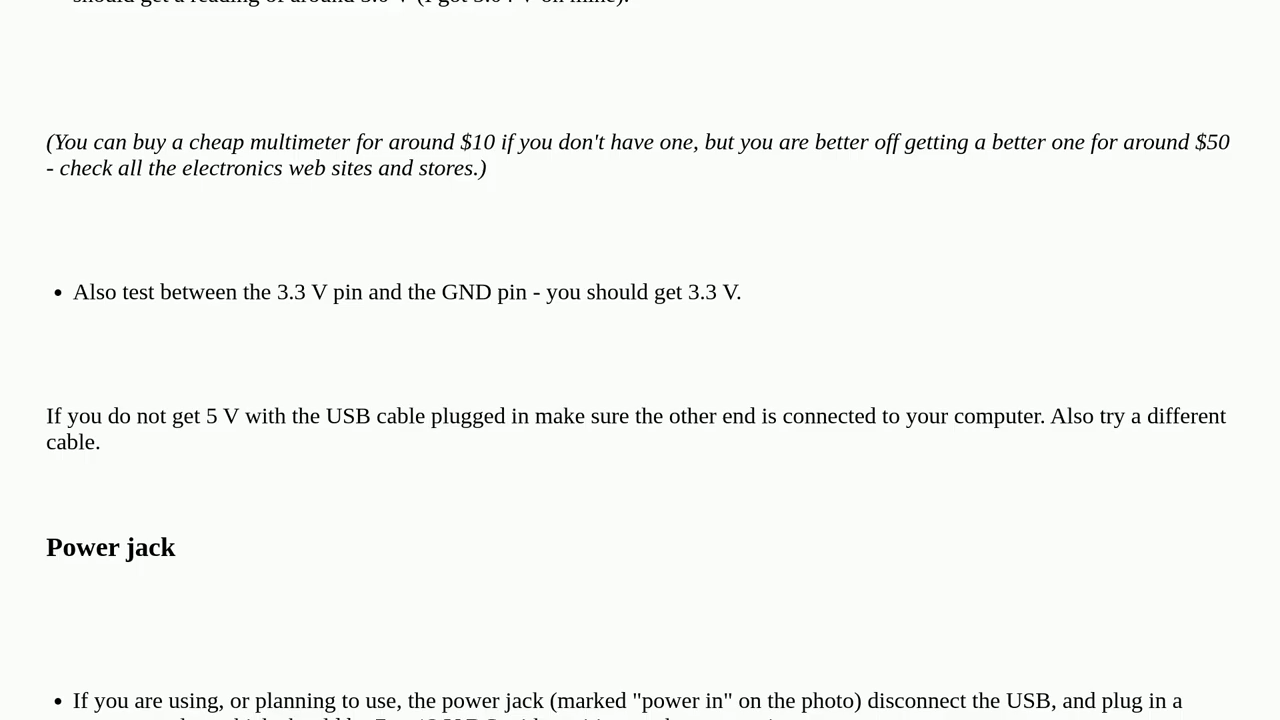 (You can buy a cheap multimeter for around $10 if you don't have one, but you are better off getting a better one for around $50
- check all the electronics web sites and stores.)
• Also test between the 3.3 V pin and the GND pin - you should get 3.3 V.
If you do not get 5 V with the USB cable plugged in make sure the other end is connected to your computer. Also try a different
cable.
Power jack
• If you are using, or planning to use, the power jack (marked "power in" on the photo) disconnect the USB, and plug in a